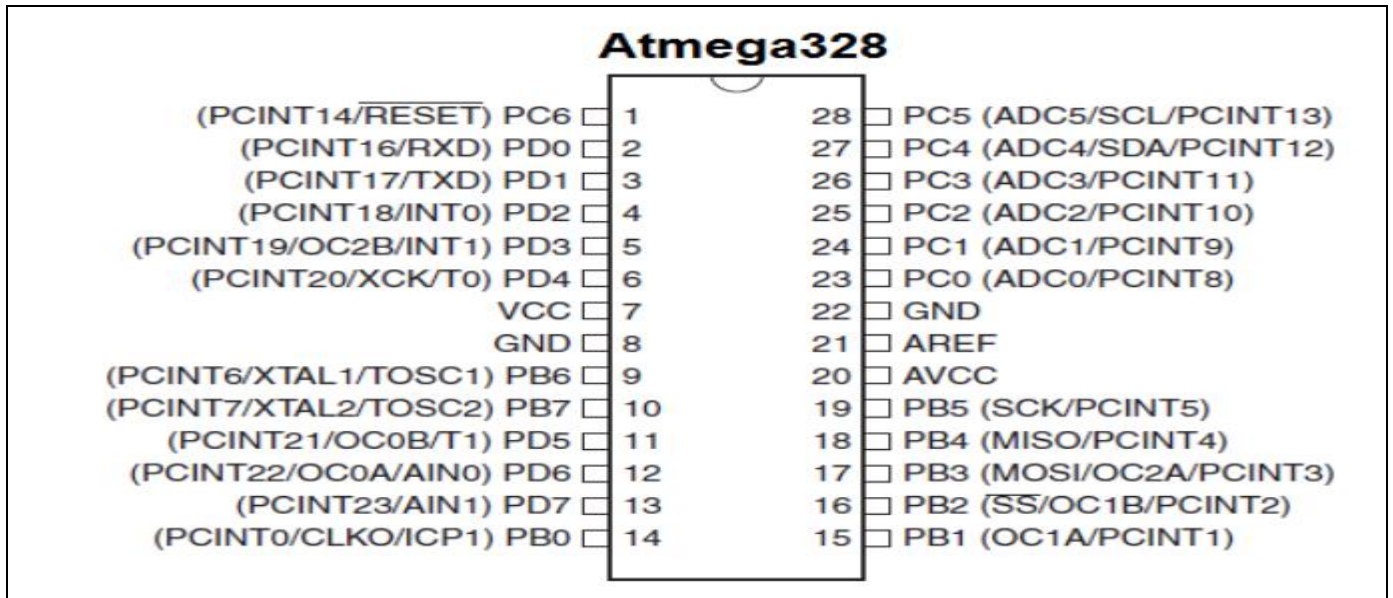 Atmega328
(PCINT14/RESET) PC6 1 28 PC5 (ADC5/SCL/PCINT13)
(PCINT16/RXD) PD0 2 27 PC4 (ADC4/SDA/PCINT12)
(PCINT17/TXD) PD1 3 26 PC3 (ADC3/PCINT11)
(PCINT18/INT0) PD2 4 25 PC2 (ADC2/PCINT10)
(PCINT19/OC2B/INT1) PD3 5 24 PC1 (ADC1/PCINT9)
(PCINT20/XCK/T0) PD4 6 23 PC0 (ADC0/PCINT8)
VCC 7 22 GND
GND 8 21 AREF
(PCINT6/XTAL1/TOSC1) PB6 9 20 AVCC
(PCINT7/XTAL2/TOSC2) PB7 10 19 PB5 (SCK/PCINT5)
(PCINT21/OC0B/T1) PD5 11 18 PB4 (MISO/PCINT4)
(PCINT22/OC0A/AIN0) PD6 12 17 PB3 (MOSI/OC2A/PCINT3)
(PCINT23/AIN1) PD7 13 16 PB2 (SS/OC1B/PCINT2)
(PCINT0/CLKO/ICP1) PB0 14 15 PB1 (OC1A/PCINT1)